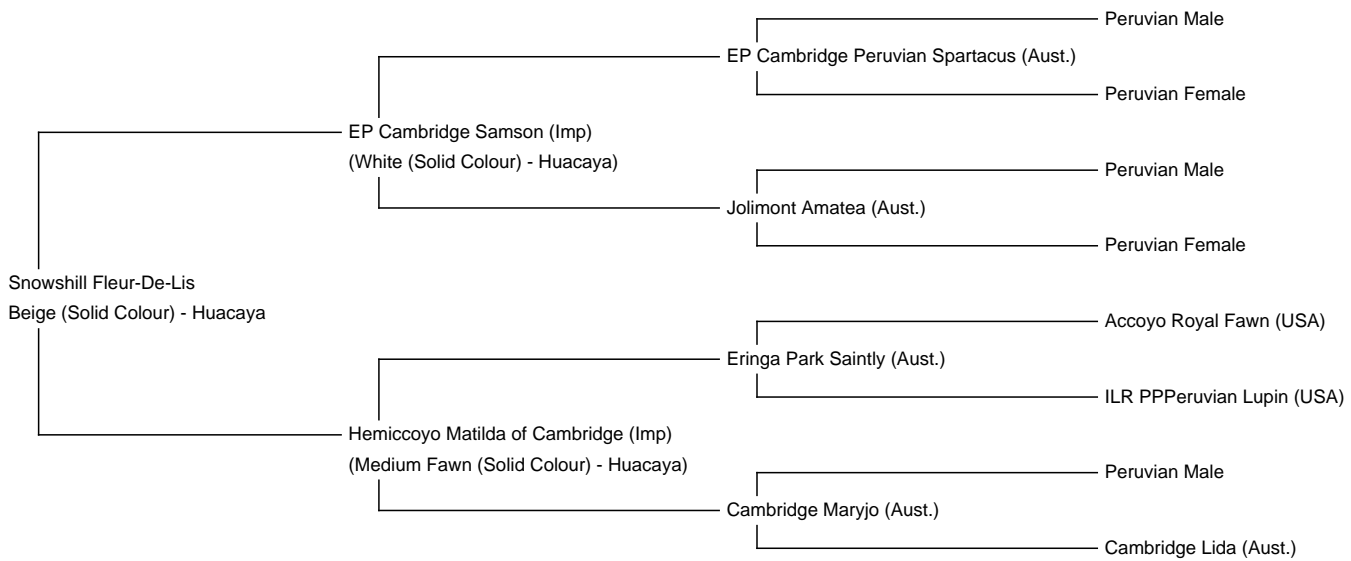 Peruvian Male
EP Cambridge Peruvian Spartacus (Aust.)
Peruvian Female
EP Cambridge Samson (Imp)
(White (Solid Colour) - Huacaya)
Peruvian Male
Jolimont Amatea (Aust.)
Peruvian Female
Snowshill Fleur-De-Lis
Beige (Solid Colour) - Huacaya
Accoyo Royal Fawn (USA)
Eringa Park Saintly (Aust.)
ILR PPPeruvian Lupin (USA)
Hemiccoyo Matilda of Cambridge (Imp)
(Medium Fawn (Solid Colour) - Huacaya)
Peruvian Male
Cambridge Maryjo (Aust.)
Cambridge Lida (Aust.)